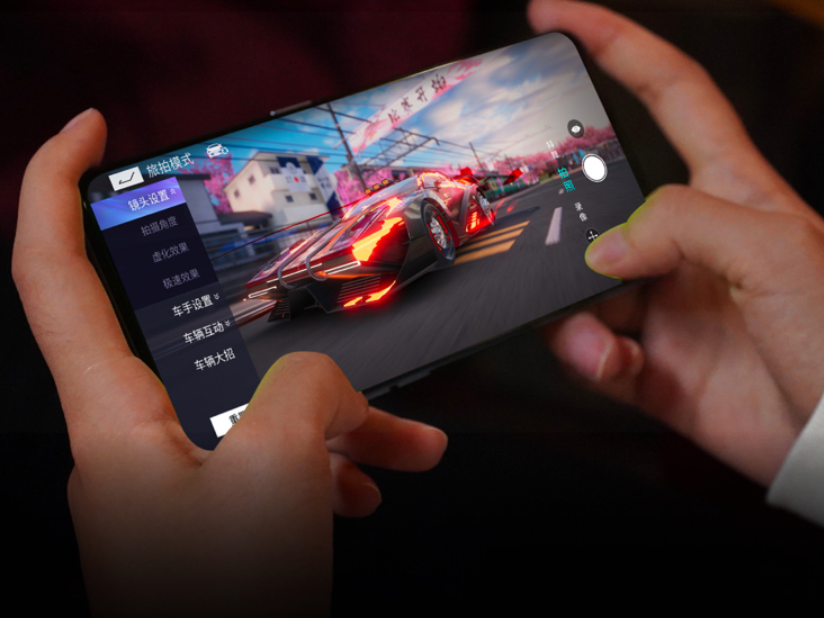 旅拍模式
镜头设置
拍摄角度
虚化效果
极速效果
车手设置
车辆互动
车辆大招
拍照
录像